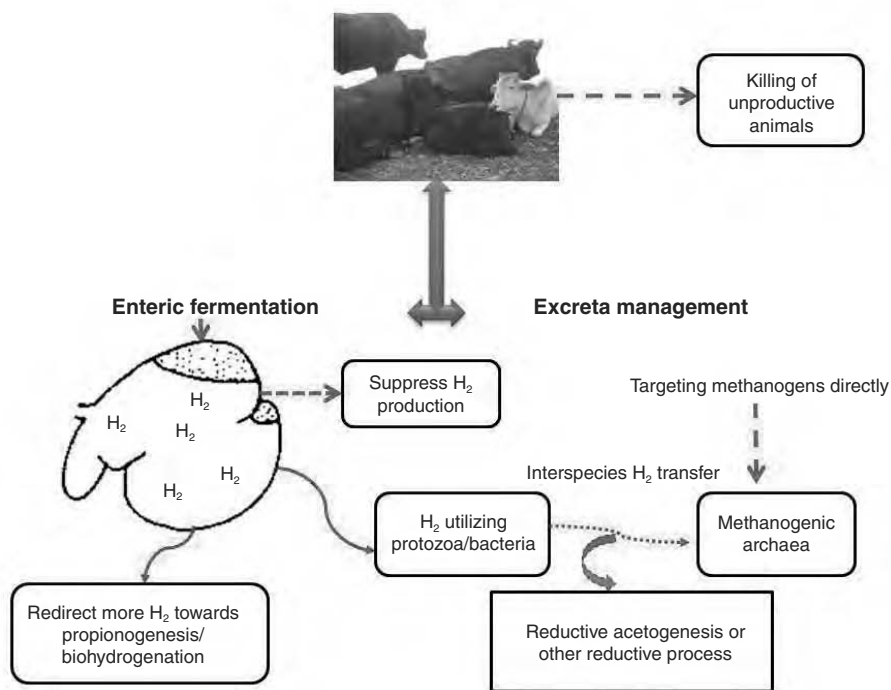 Killing of
unproductive
animals
Enteric fermentation
Excreta management
Suppress H₂
production
Targeting methanogens directly
H₂
H₂
H₂
H₂
H₂
Interspecies H₂ transfer
H₂ utilizing
protozoa/bacteria
Methanogenic
archaea
Redirect more H₂ towards
propionogenesis/
biohydrogenation
Reductive acetogenesis or
other reductive process